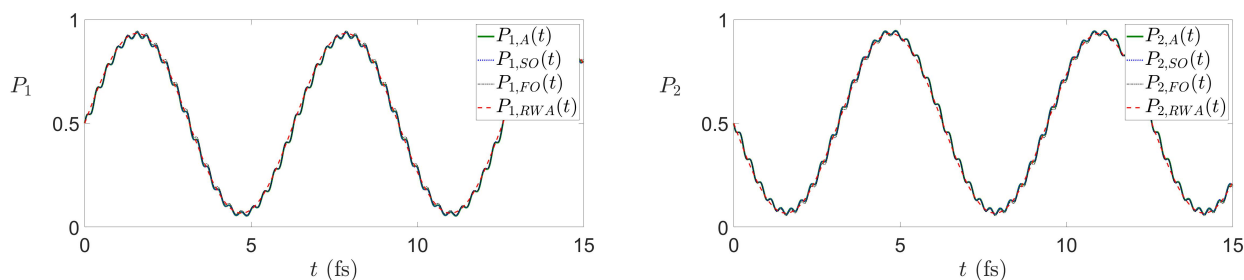 1
P₁,A(t)
P₁,SO(t)
P₁,FO(t)
P₁,RWA(t)
P₁
0.5
0
0 5 10 15
t (fs)
1
P₂,A(t)
P₂,SO(t)
P₂,FO(t)
P₂,RWA(t)
P₂
0.5
0
0 5 10 15
t (fs)